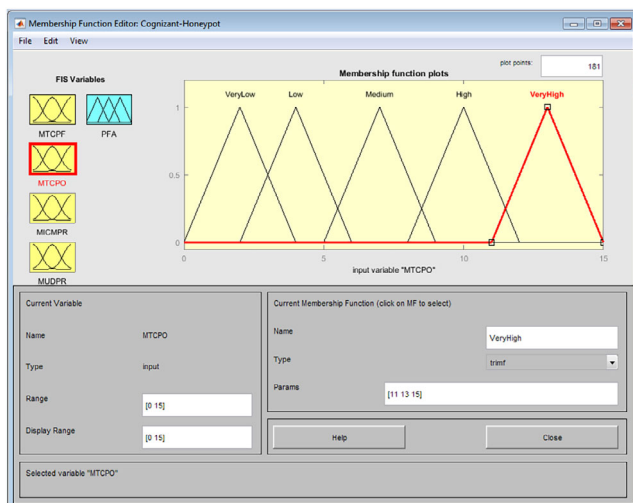 Membership Function Editor: Cognizant-Honeypot
File Edit View
FIS Variables
MTCPF PFA
MTCPO
MICMPR
MUDPR
plot points: 181
Membership function plots
VeryLow Low Medium High VeryHigh
1
0.5
0
0 5 10 15
input variable "MTCPO"
Current Variable
Name MTCPO
Type input
Range [0 15]
Display Range [0 15]
Current Membership Function (click on MF to select)
Name VeryHigh
Type trimf
Params [11 13 15]
Help Close
Selected variable "MTCPO"